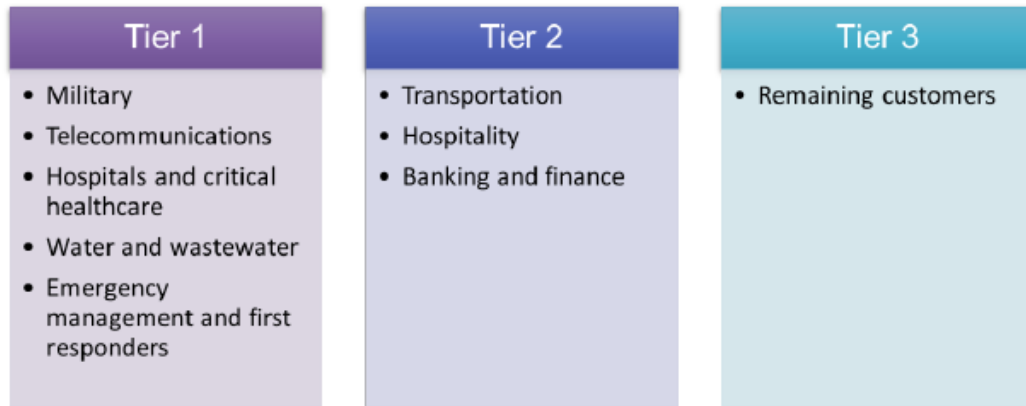 Tier 1
• Military
• Telecommunications
• Hospitals and critical
healthcare
• Water and wastewater
• Emergency
management and first
responders
Tier 2
• Transportation
• Hospitality
• Banking and finance
Tier 3
• Remaining customers